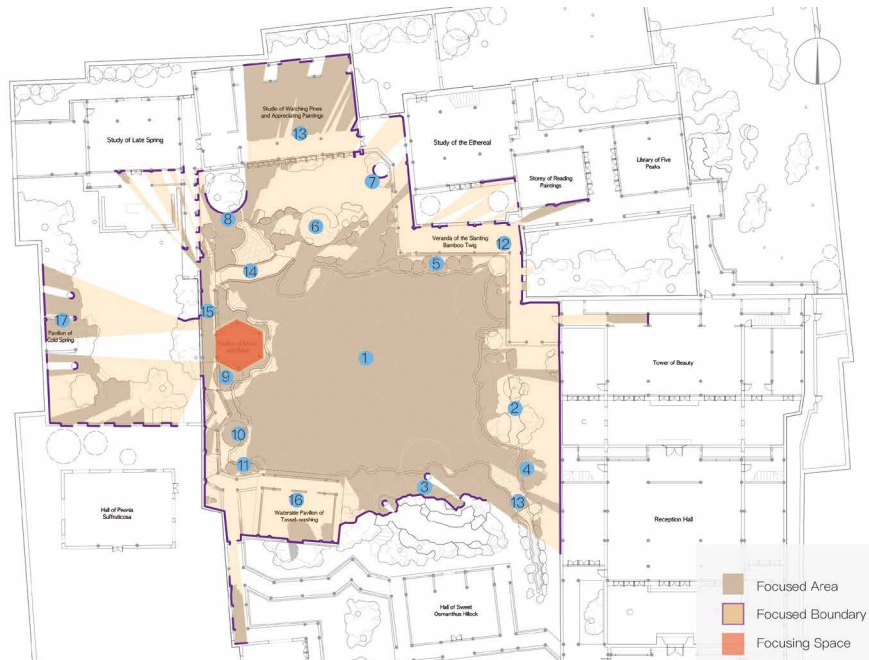 Studie of Watching Pines
and Appreciating Paintings
13
Study of Late Spring
Study of the Ethereal
Library of Five
Peaks
Storey of Reading
Paintings
7
8
6
Veranda of the Slanting
Bamboo Twig
12
5
14
15
17
Pavilion of
Cold Spring
9
1
Tower of Beauty
2
10
11
4
3
13
16
Waterside Pavilion of
Tassel-washing
Hall of Peonia
Suffruticosa
Reception Hall
Hall of Sweet
Osmanthus Hillock
Focused Area
Focused Boundary
Focusing Space